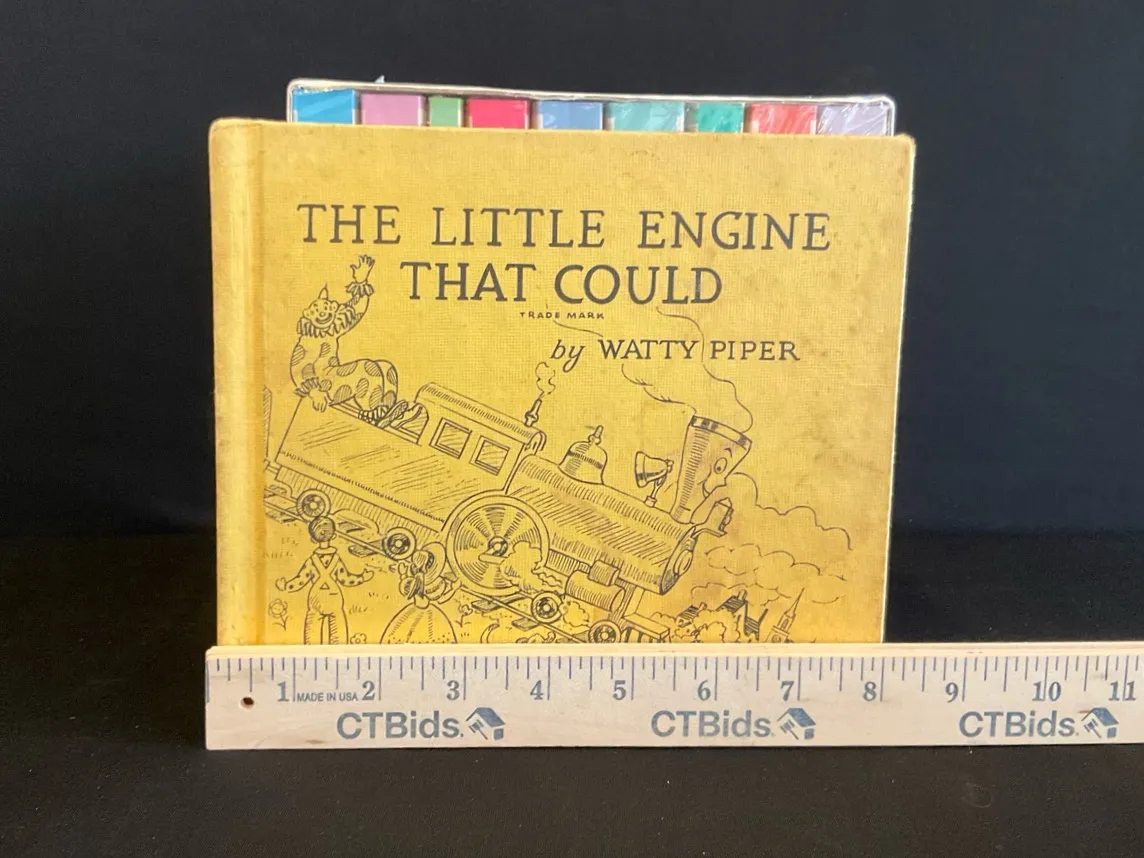 THE LITTLE ENGINE
THAT COULD
TRADE MARK
by WATTY PIPER
1 MADE IN USA 2 3 4 5 6 7 8 9 10 11
CTBids. CTBids. CTBids.